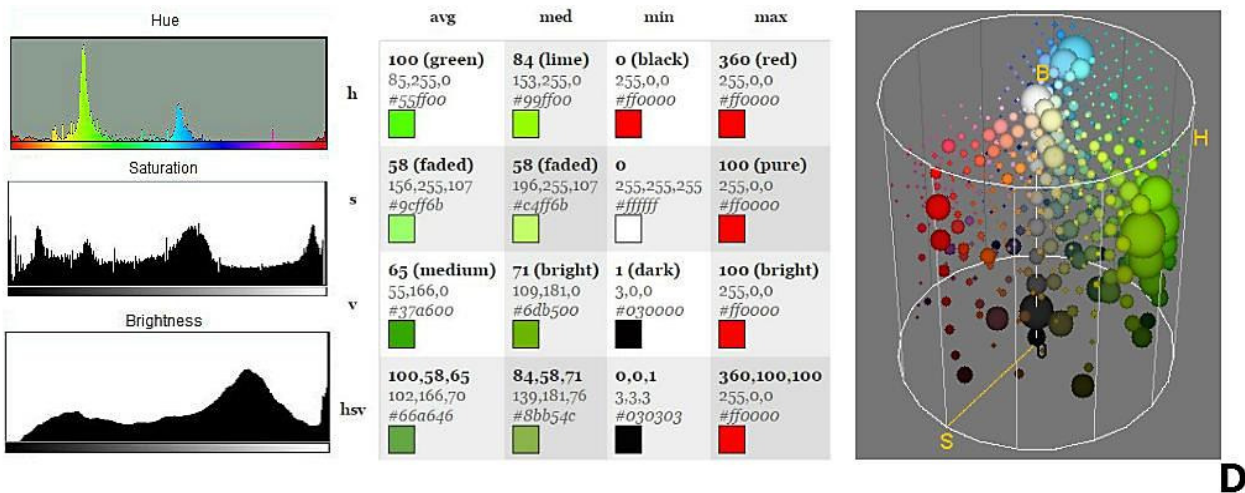 Hue
Saturation
Brightness
avg med min max
h
100 (green) 84 (lime) 0 (black) 360 (red)
85,255,0 153,255,0 255,0,0 255,0,0
#55ff00 #99ff00 #ff0000 #ff0000
s
58 (faded) 58 (faded) 0 100 (pure)
156,255,107 196,255,107 255,255,255 255,0,0
#9cff6b #c4ff6b #ffffff #ff0000
v
65 (medium) 71 (bright) 1 (dark) 100 (bright)
55,166,0 109,181,0 3,0,0 255,0,0
#37a600 #6db500 #030000 #ff0000
hsv
100,58,65 84,58,71 0,0,1 360,100,100
102,166,70 139,181,76 3,3,3 255,0,0
#66a646 #8bb54c #030303 #ff0000
B
H
0
S
D